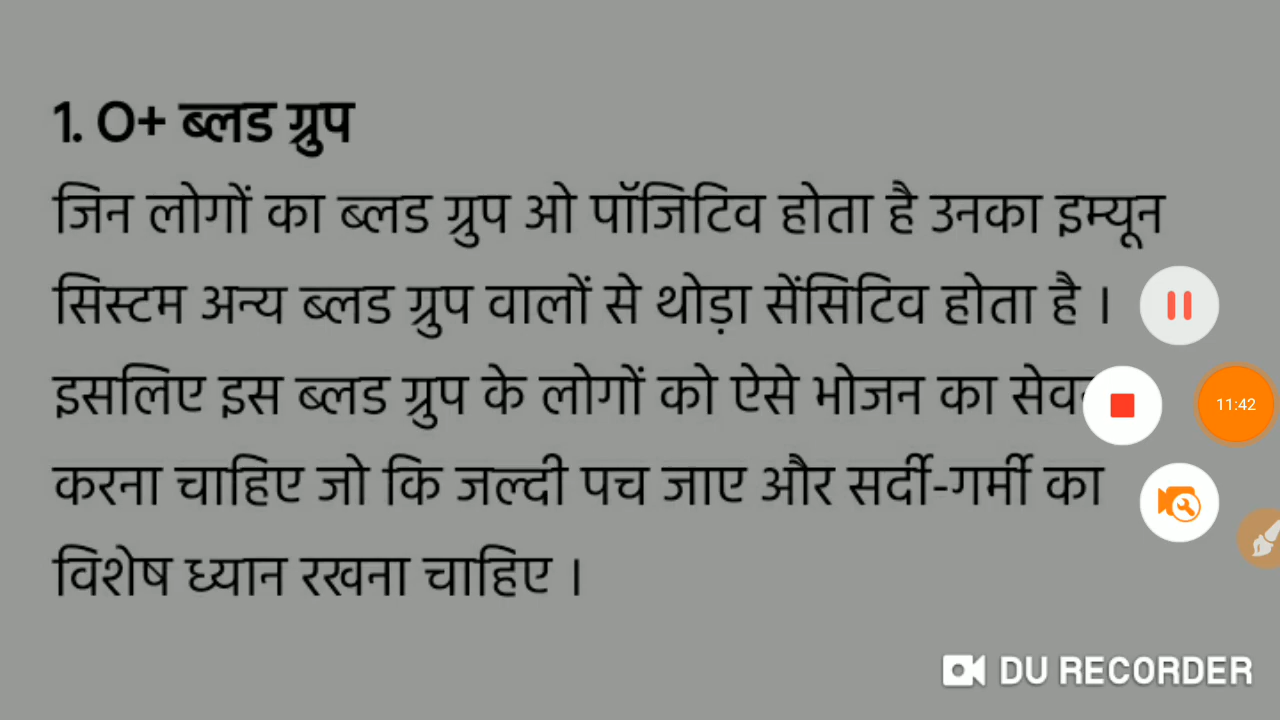 1. O+ ब्लड ग्रुप
जिन लोगों का ब्लड ग्रुप ओ पॉजिटिव होता है उनका इम्यून
सिस्टम अन्य ब्लड ग्रुप वालों से थोड़ा सेंसिटिव होता है ।
इसलिए इस ब्लड ग्रुप के लोगों को ऐसे भोजन का
करना चाहिए जो कि जल्दी पच जाए और सर्दी-गर्मी का
विशेष ध्यान रखना चाहिए ।
11:42
DU RECORDER